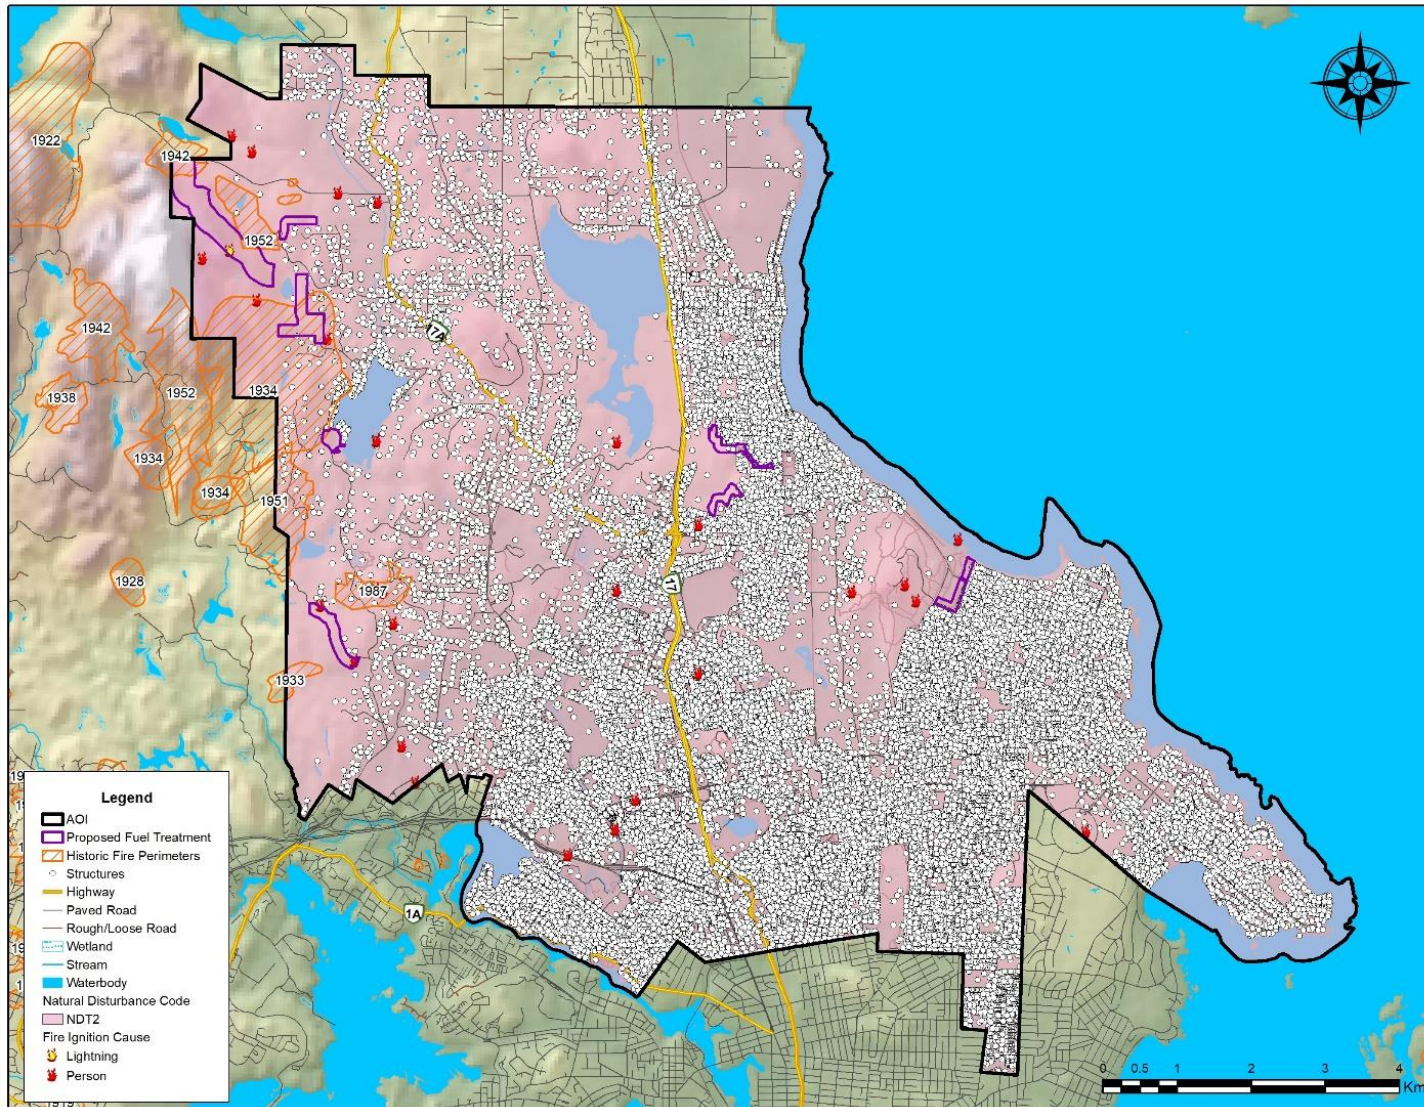 1922
1942
1952
17A
1942
1938
1952
1934
1934
1934
1951
1928
1987
17
1933
1A
Legend
AOI
Proposed Fuel Treatment
Historic Fire Perimeters
Structures
Highway
Paved Road
Rough/Loose Road
Wetland
Stream
Waterbody
Natural Disturbance Code
NDT2
Fire Ignition Cause
Lightning
Person
0 0.5 1 2 3 4
Km